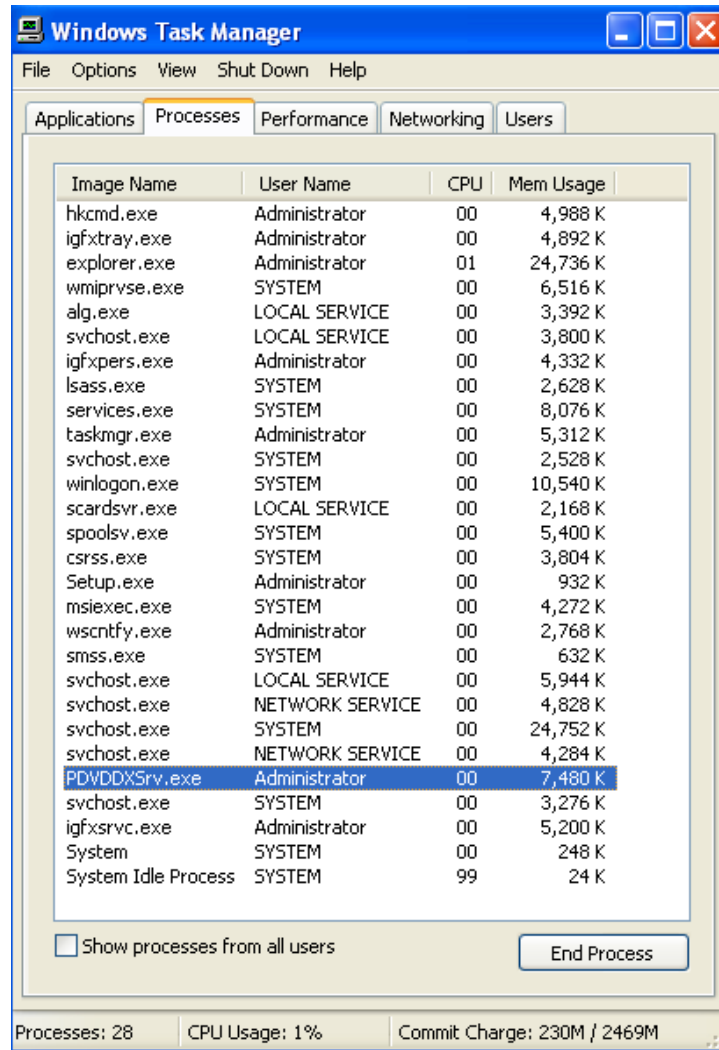 Windows Task Manager
File Options View Shut Down Help
Applications Processes Performance Networking Users
Image Name User Name CPU Mem Usage
hkcmd.exe Administrator 00 4,988 K
igfxtray.exe Administrator 00 4,892 K
explorer.exe Administrator 01 24,736 K
wmiprvse.exe SYSTEM 00 6,516 K
alg.exe LOCAL SERVICE 00 3,392 K
svchost.exe LOCAL SERVICE 00 3,800 K
igfxpers.exe Administrator 00 4,332 K
lsass.exe SYSTEM 00 2,628 K
services.exe SYSTEM 00 8,076 K
taskmgr.exe Administrator 00 5,312 K
svchost.exe SYSTEM 00 2,528 K
winlogon.exe SYSTEM 00 10,540 K
scardsvr.exe LOCAL SERVICE 00 2,168 K
spoolsv.exe SYSTEM 00 5,400 K
csrss.exe SYSTEM 00 3,804 K
Setup.exe Administrator 00 932 K
msiexec.exe SYSTEM 00 4,272 K
wscntfy.exe Administrator 00 2,768 K
smss.exe SYSTEM 00 632 K
svchost.exe LOCAL SERVICE 00 5,944 K
svchost.exe NETWORK SERVICE 00 4,828 K
svchost.exe SYSTEM 00 24,752 K
svchost.exe NETWORK SERVICE 00 4,284 K
PDVDDXSrv.exe Administrator 00 7,480 K
svchost.exe SYSTEM 00 3,276 K
igfxsrvc.exe Administrator 00 5,200 K
System SYSTEM 00 248 K
System Idle Process SYSTEM 99 24 K
Show processes from all users End Process
Processes: 28 CPU Usage: 1% Commit Charge: 230M / 2469M